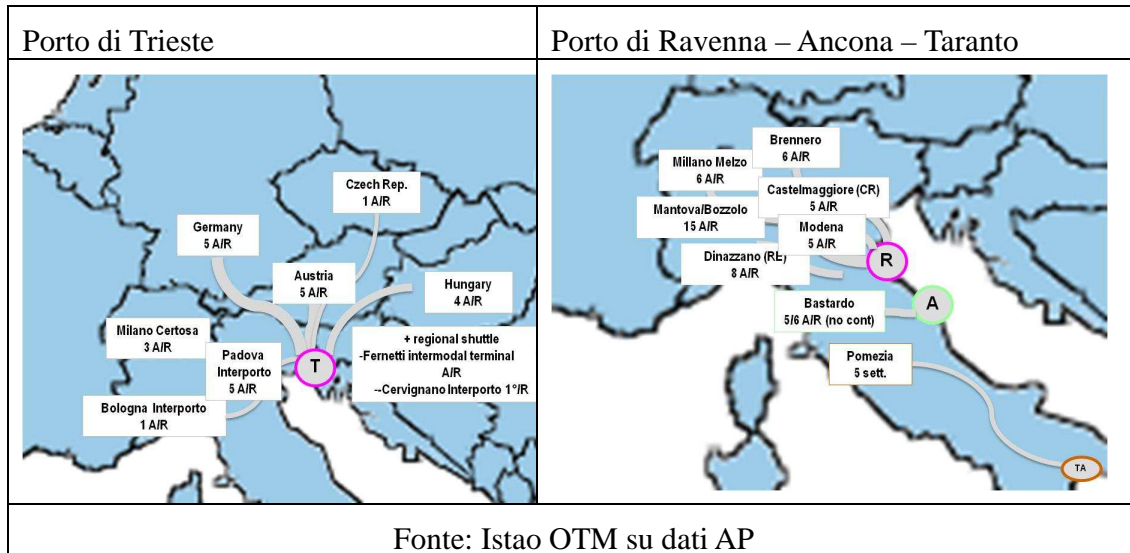 Porto di Trieste
Porto di Ravenna – Ancona – Taranto
Czech Rep.
1 A/R
Germany
5 A/R
Austria
5 A/R
Hungary
4 A/R
Milano Certosa
3 A/R
Padova
Interporto
5 A/R
Bologna Interporto
1 A/R
+ regional shuttle
-Fernetti intermodal terminal
A/R
--Cervignano Interporto 1°/R
T
Brennero
6 A/R
Millano Melzo
6 A/R
Castelmaggiore (CR)
5 A/R
Mantova/Bozzolo
15 A/R
Modena
5 A/R
Dinazzano (RE)
8 A/R
R
Bastardo
5/6 A/R (no cont)
A
Pomezia
5 sett.
TA
Fonte: Istao OTM su dati AP